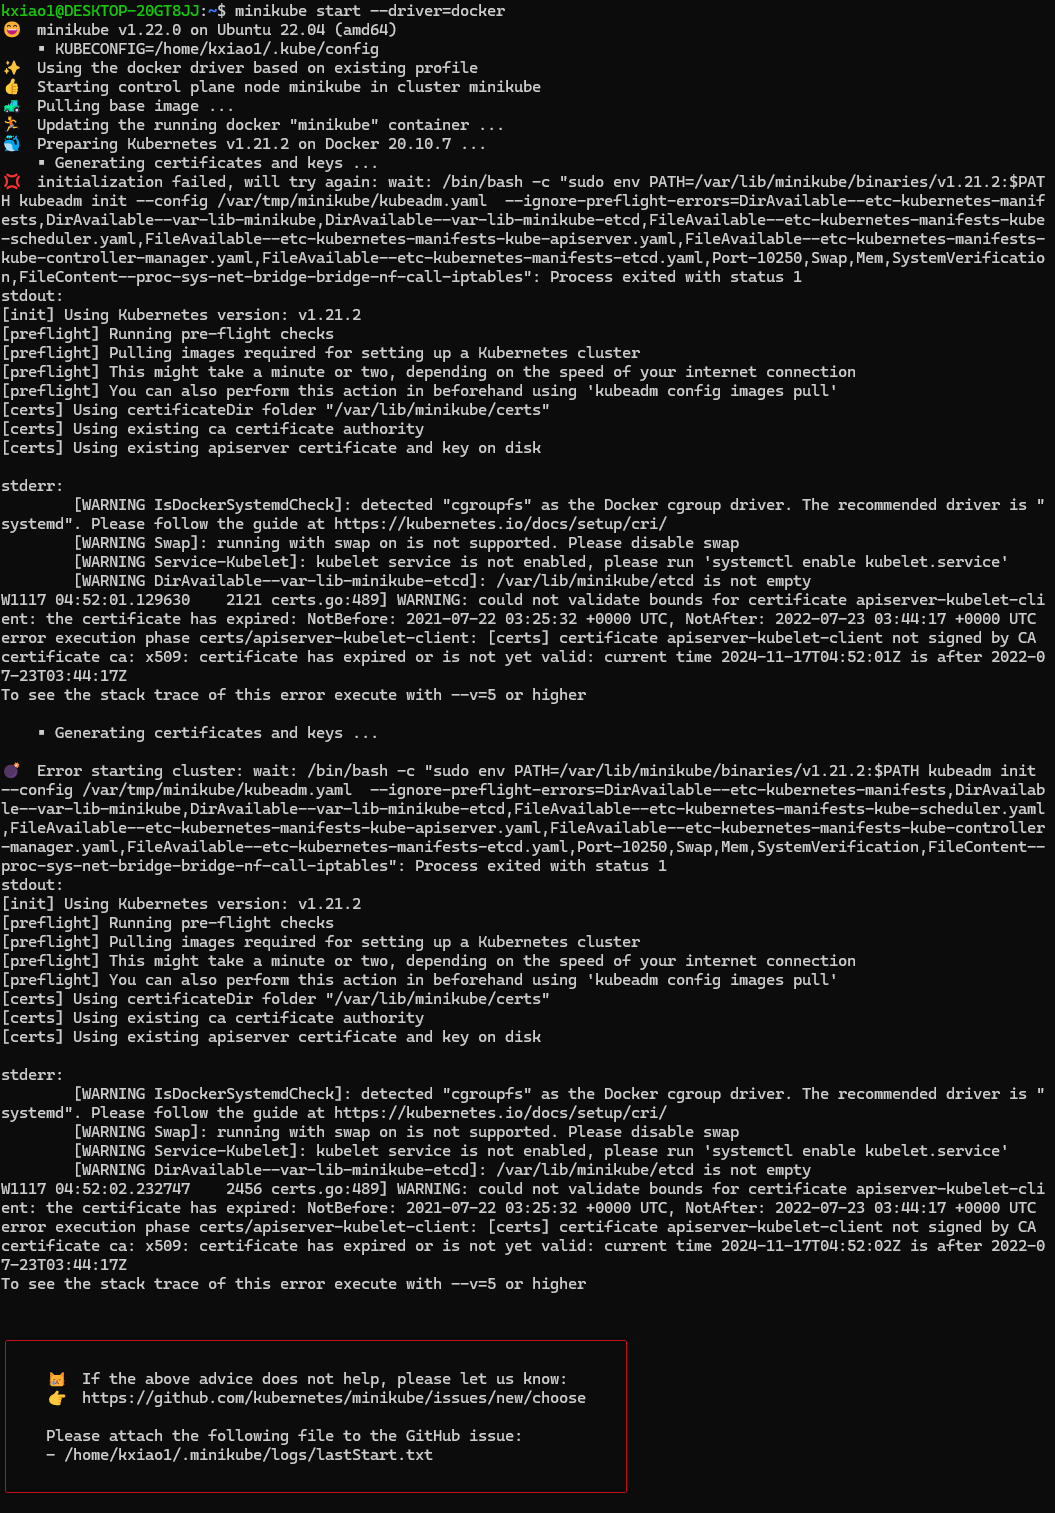 kxiao1@DESKTOP-20GT8JJ:~$ minikube start --driver=docker
😄  minikube v1.22.0 on Ubuntu 22.04 (amd64)
    ▪ KUBECONFIG=/home/kxiao1/.kube/config
✨  Using the docker driver based on existing profile
👍  Starting control plane node minikube in cluster minikube
🚜  Pulling base image ...
🏃  Updating the running docker "minikube" container ...
🐳  Preparing Kubernetes v1.21.2 on Docker 20.10.7 ...
    ▪ Generating certificates and keys ...
💢  initialization failed, will try again: wait: /bin/bash -c "sudo env PATH=/var/lib/minikube/binaries/v1.21.2:$PAT
H kubeadm init --config /var/tmp/minikube/kubeadm.yaml  --ignore-preflight-errors=DirAvailable--etc-kubernetes-manif
ests,DirAvailable--var-lib-minikube,DirAvailable--var-lib-minikube-etcd,FileAvailable--etc-kubernetes-manifests-kube
-scheduler.yaml,FileAvailable--etc-kubernetes-manifests-kube-apiserver.yaml,FileAvailable--etc-kubernetes-manifests-
kube-controller-manager.yaml,FileAvailable--etc-kubernetes-manifests-etcd.yaml,Port-10250,Swap,Mem,SystemVerificatio
n,FileContent--proc-sys-net-bridge-bridge-nf-call-iptables": Process exited with status 1
stdout:
[init] Using Kubernetes version: v1.21.2
[preflight] Running pre-flight checks
[preflight] Pulling images required for setting up a Kubernetes cluster
[preflight] This might take a minute or two, depending on the speed of your internet connection
[preflight] You can also perform this action in beforehand using 'kubeadm config images pull'
[certs] Using certificateDir folder "/var/lib/minikube/certs"
[certs] Using existing ca certificate authority
[certs] Using existing apiserver certificate and key on disk

stderr:
        [WARNING IsDockerSystemdCheck]: detected "cgroupfs" as the Docker cgroup driver. The recommended driver is "
systemd". Please follow the guide at https://kubernetes.io/docs/setup/cri/
        [WARNING Swap]: running with swap on is not supported. Please disable swap
        [WARNING Service-Kubelet]: kubelet service is not enabled, please run 'systemctl enable kubelet.service'
        [WARNING DirAvailable--var-lib-minikube-etcd]: /var/lib/minikube/etcd is not empty
W1117 04:52:01.129630    2121 certs.go:489] WARNING: could not validate bounds for certificate apiserver-kubelet-cli
ent: the certificate has expired: NotBefore: 2021-07-22 03:25:32 +0000 UTC, NotAfter: 2022-07-23 03:44:17 +0000 UTC
error execution phase certs/apiserver-kubelet-client: [certs] certificate apiserver-kubelet-client not signed by CA
certificate ca: x509: certificate has expired or is not yet valid: current time 2024-11-17T04:52:01Z is after 2022-0
7-23T03:44:17Z
To see the stack trace of this error execute with --v=5 or higher

    ▪ Generating certificates and keys ...

💣  Error starting cluster: wait: /bin/bash -c "sudo env PATH=/var/lib/minikube/binaries/v1.21.2:$PATH kubeadm init
--config /var/tmp/minikube/kubeadm.yaml  --ignore-preflight-errors=DirAvailable--etc-kubernetes-manifests,DirAvailab
le--var-lib-minikube,DirAvailable--var-lib-minikube-etcd,FileAvailable--etc-kubernetes-manifests-kube-scheduler.yaml
,FileAvailable--etc-kubernetes-manifests-kube-apiserver.yaml,FileAvailable--etc-kubernetes-manifests-kube-controller
-manager.yaml,FileAvailable--etc-kubernetes-manifests-etcd.yaml,Port-10250,Swap,Mem,SystemVerification,FileContent--
proc-sys-net-bridge-bridge-nf-call-iptables": Process exited with status 1
stdout:
[init] Using Kubernetes version: v1.21.2
[preflight] Running pre-flight checks
[preflight] Pulling images required for setting up a Kubernetes cluster
[preflight] This might take a minute or two, depending on the speed of your internet connection
[preflight] You can also perform this action in beforehand using 'kubeadm config images pull'
[certs] Using certificateDir folder "/var/lib/minikube/certs"
[certs] Using existing ca certificate authority
[certs] Using existing apiserver certificate and key on disk

stderr:
        [WARNING IsDockerSystemdCheck]: detected "cgroupfs" as the Docker cgroup driver. The recommended driver is "
systemd". Please follow the guide at https://kubernetes.io/docs/setup/cri/
        [WARNING Swap]: running with swap on is not supported. Please disable swap
        [WARNING Service-Kubelet]: kubelet service is not enabled, please run 'systemctl enable kubelet.service'
        [WARNING DirAvailable--var-lib-minikube-etcd]: /var/lib/minikube/etcd is not empty
W1117 04:52:02.232747    2456 certs.go:489] WARNING: could not validate bounds for certificate apiserver-kubelet-cli
ent: the certificate has expired: NotBefore: 2021-07-22 03:25:32 +0000 UTC, NotAfter: 2022-07-23 03:44:17 +0000 UTC
error execution phase certs/apiserver-kubelet-client: [certs] certificate apiserver-kubelet-client not signed by CA
certificate ca: x509: certificate has expired or is not yet valid: current time 2024-11-17T04:52:02Z is after 2022-0
7-23T03:44:17Z
To see the stack trace of this error execute with --v=5 or higher

😿  If the above advice does not help, please let us know:
👉  https://github.com/kubernetes/minikube/issues/new/choose

Please attach the following file to the GitHub issue:
- /home/kxiao1/.minikube/logs/lastStart.txt